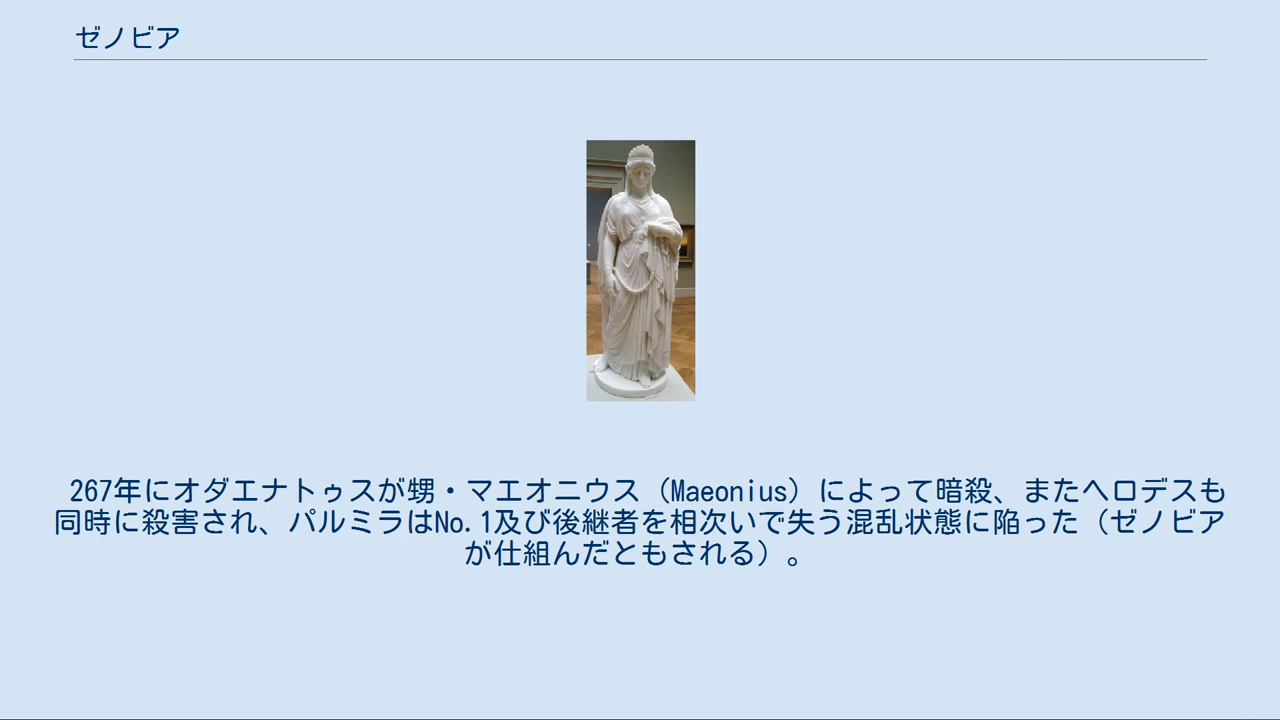 ゼノビア
267年にオダエナトゥスが甥・マエオニウス（Maeonius）によって暗殺、またヘロデスも
同時に殺害され、パルミラはNo.1及び後継者を相次いで失う混乱状態に陥った（ゼノビア
が仕組んだともされる）。